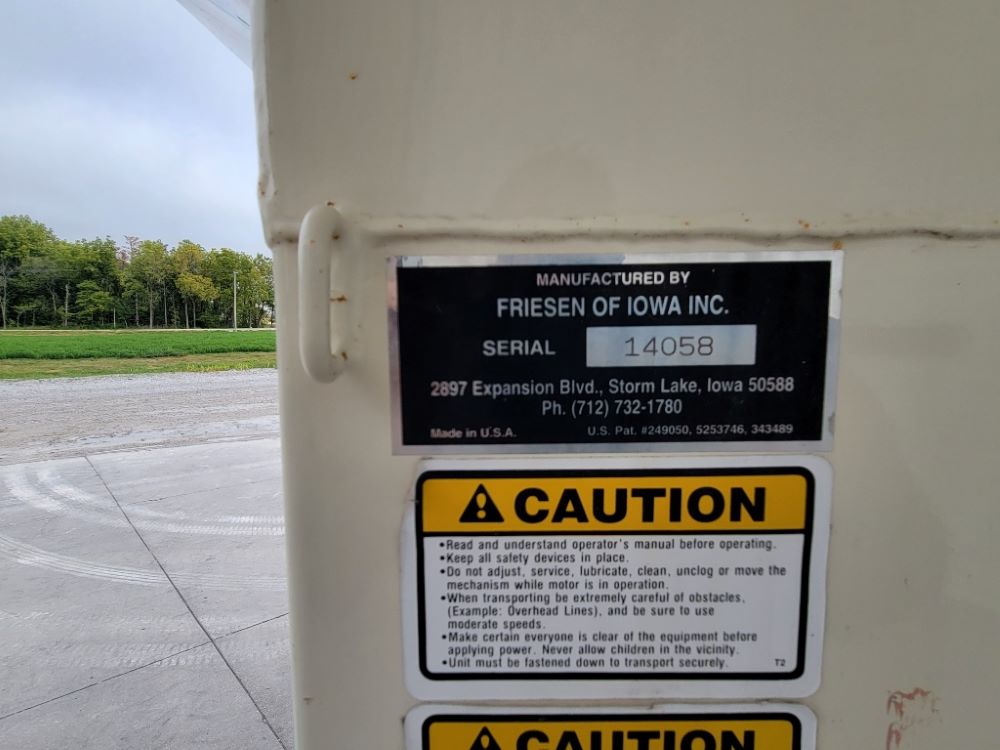 MANUFACTURED BY
FRIESEN OF IOWA INC.
SERIAL 14058
2897 Expansion Blvd., Storm Lake, Iowa 50588
Ph. (712) 732-1780
Made in U.S.A. U.S. Pat. #249050, 5253746, 343489
CAUTION
•Read and understand operator's manual before operating.
•Keep all safety devices in place.
•Do not adjust, service, lubricate, clean, unclog or move the
mechanism while motor is in operation.
•When transporting be extremely careful of obstacles,
(Example: Overhead Lines), and be sure to use
moderate speeds.
•Make certain everyone is clear of the equipment before
applying power. Never allow children in the vicinity.
•Unit must be fastened down to transport securely. T2
CAUTION